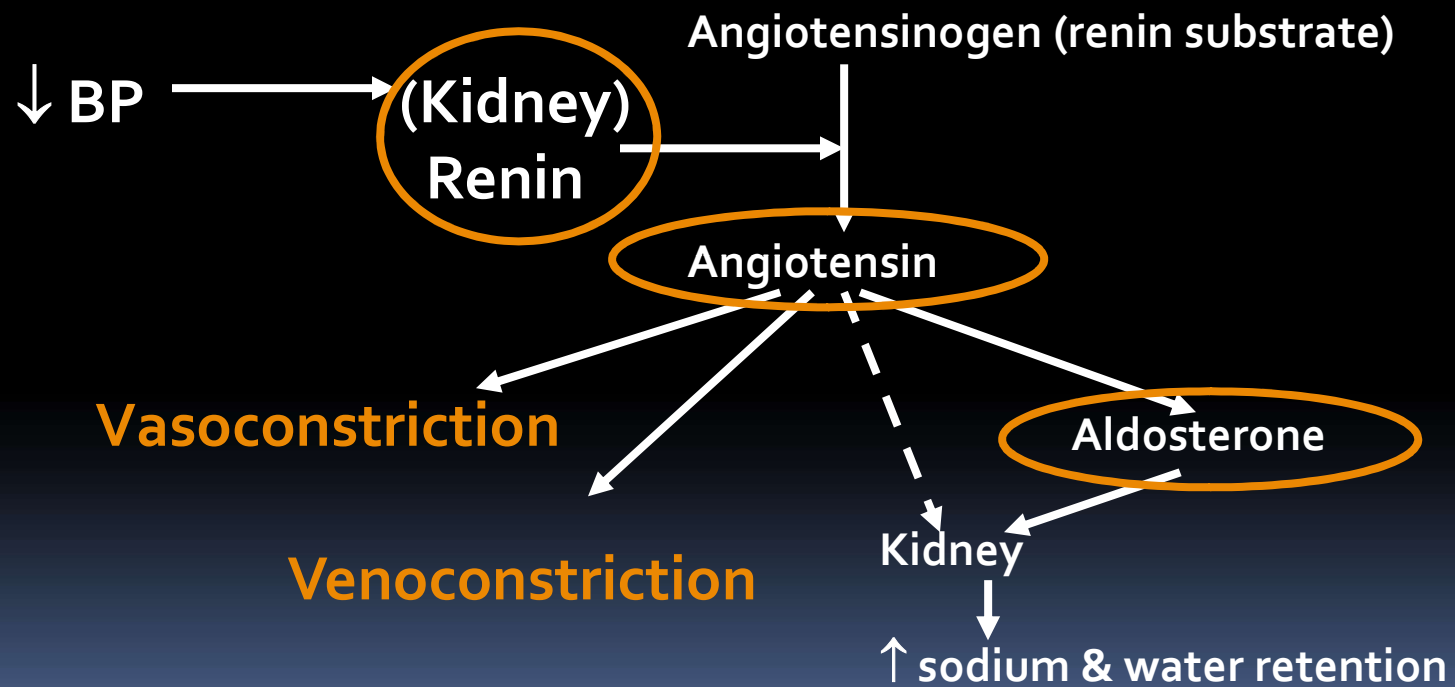 Angiotensinogen (renin substrate)
↓ BP
(Kidney)
Renin
Angiotensin
Vasoconstriction
Aldosterone
Venoconstriction
Kidney
↑ sodium & water retention